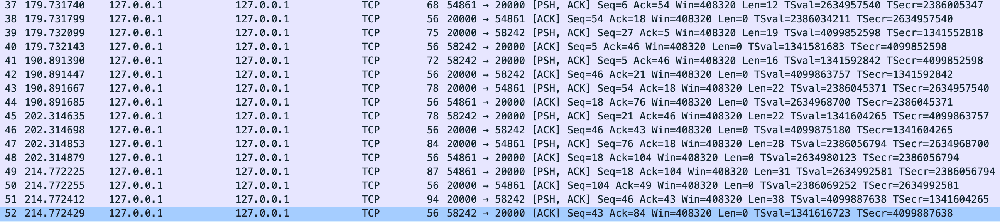 37 179.731740 127.0.0.1 127.0.0.1 TCP 68 54861 → 20000 [PSH, ACK] Seq=6 Ack=54 Win=408320 Len=12 TSval=2634957540 TSecr=2386005347
38 179.731799 127.0.0.1 127.0.0.1 TCP 56 20000 → 54861 [ACK] Seq=54 Ack=18 Win=408320 Len=0 TSval=2386034211 TSecr=2634957540
39 179.732099 127.0.0.1 127.0.0.1 TCP 75 20000 → 58242 [PSH, ACK] Seq=27 Ack=5 Win=408320 Len=19 TSval=4099852598 TSecr=1341552818
40 179.732143 127.0.0.1 127.0.0.1 TCP 56 58242 → 20000 [ACK] Seq=5 Ack=46 Win=408320 Len=0 TSval=1341581683 TSecr=4099852598
41 190.891390 127.0.0.1 127.0.0.1 TCP 72 58242 → 20000 [PSH, ACK] Seq=5 Ack=46 Win=408320 Len=16 TSval=1341592842 TSecr=4099852598
42 190.891447 127.0.0.1 127.0.0.1 TCP 56 20000 → 58242 [ACK] Seq=46 Ack=21 Win=408320 Len=0 TSval=4099863757 TSecr=1341592842
43 190.891667 127.0.0.1 127.0.0.1 TCP 78 20000 → 54861 [PSH, ACK] Seq=54 Ack=18 Win=408320 Len=22 TSval=2386045371 TSecr=2634957540
44 190.891685 127.0.0.1 127.0.0.1 TCP 56 54861 → 20000 [ACK] Seq=18 Ack=76 Win=408320 Len=0 TSval=2634968700 TSecr=2386045371
45 202.314635 127.0.0.1 127.0.0.1 TCP 78 58242 → 20000 [PSH, ACK] Seq=21 Ack=46 Win=408320 Len=22 TSval=1341604265 TSecr=4099863757
46 202.314698 127.0.0.1 127.0.0.1 TCP 56 20000 → 58242 [ACK] Seq=46 Ack=43 Win=408320 Len=0 TSval=4099875180 TSecr=1341604265
47 202.314853 127.0.0.1 127.0.0.1 TCP 84 20000 → 54861 [PSH, ACK] Seq=76 Ack=18 Win=408320 Len=28 TSval=2386056794 TSecr=2634968700
48 202.314879 127.0.0.1 127.0.0.1 TCP 56 54861 → 20000 [ACK] Seq=18 Ack=104 Win=408320 Len=0 TSval=2634980123 TSecr=2386056794
49 214.772225 127.0.0.1 127.0.0.1 TCP 87 54861 → 20000 [PSH, ACK] Seq=18 Ack=104 Win=408320 Len=31 TSval=2634992581 TSecr=2386056794
50 214.772255 127.0.0.1 127.0.0.1 TCP 56 20000 → 54861 [ACK] Seq=104 Ack=49 Win=408320 Len=0 TSval=2386069252 TSecr=2634992581
51 214.772412 127.0.0.1 127.0.0.1 TCP 94 20000 → 58242 [PSH, ACK] Seq=46 Ack=43 Win=408320 Len=38 TSval=4099887638 TSecr=1341604265
52 214.772429 127.0.0.1 127.0.0.1 TCP 56 58242 → 20000 [ACK] Seq=43 Ack=84 Win=408320 Len=0 TSval=1341616723 TSecr=4099887638